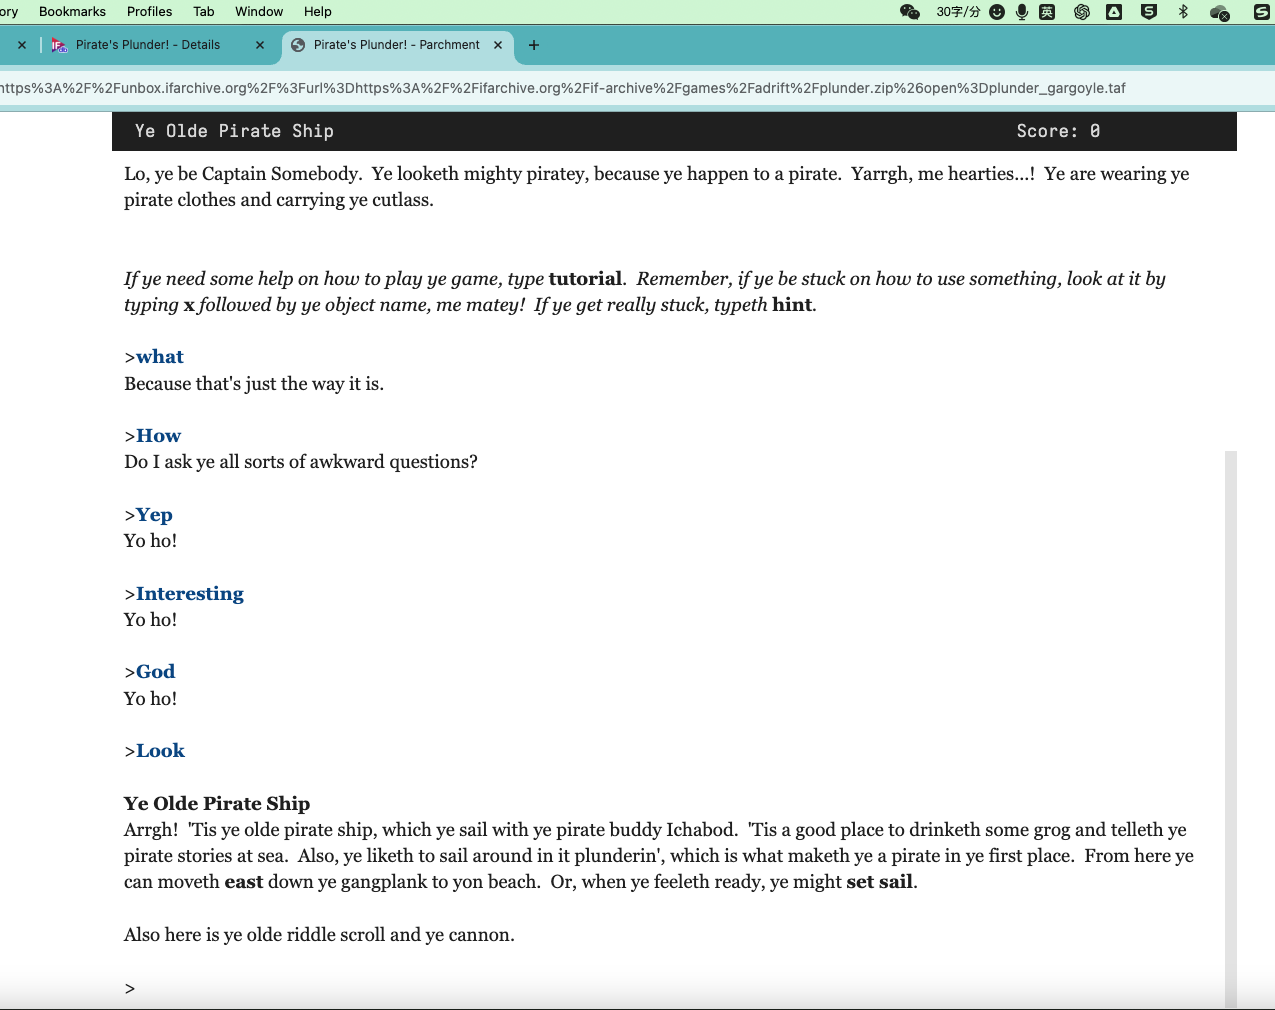 ory Bookmarks Profiles Tab Window Help 30字/分 英
Pirate's Plunder! - Details Pirate's Plunder! - Parchment
https%3A%2F%2Funbox.ifarchive.org%2F%3Furl%3Dhttps%3A%2F%2Fifarchive.org%2Fif-archive%2Fgames%2Fadrift%2Fplunder.zip%26open%3Dplunder_gargoyle.taf
Ye Olde Pirate Ship Score: 0
Lo, ye be Captain Somebody. Ye looketh mighty piratey, because ye happen to a pirate. Yarrgh, me hearties...! Ye are wearing ye
pirate clothes and carrying ye cutlass.
If ye need some help on how to play ye game, type tutorial. Remember, if ye be stuck on how to use something, look at it by
typing x followed by ye object name, me matey! If ye get really stuck, typeth hint.
>what
Because that's just the way it is.
>How
Do I ask ye all sorts of awkward questions?
>Yep
Yo ho!
>Interesting
Yo ho!
>God
Yo ho!
>Look
Ye Olde Pirate Ship
Arrgh! 'Tis ye olde pirate ship, which ye sail with ye pirate buddy Ichabod. 'Tis a good place to drinketh some grog and telleth ye
pirate stories at sea. Also, ye liketh to sail around in it plunderin', which is what maketh ye a pirate in ye first place. From here ye
can moveth east down ye gangplank to yon beach. Or, when ye feeleth ready, ye might set sail.
Also here is ye olde riddle scroll and ye cannon.
>